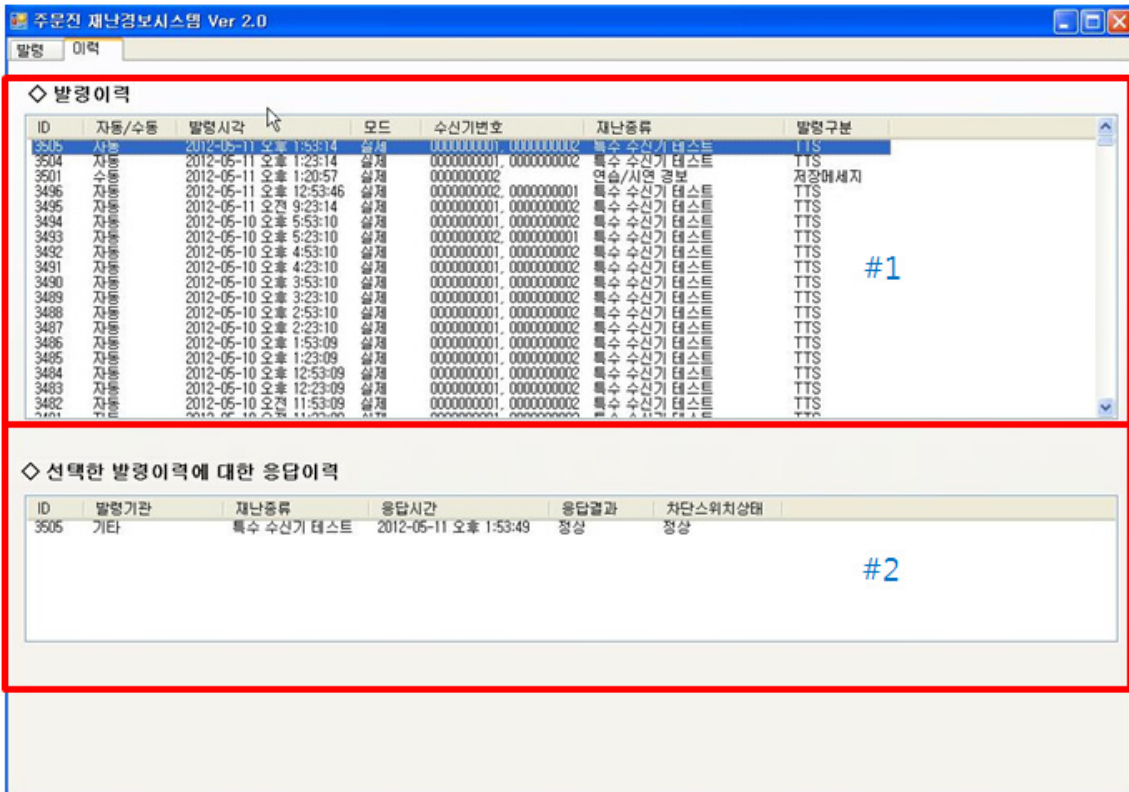 주문진 재난경보시스템 Ver 2.0
발령 이력
◇ 발령이력
ID 자동/수동 발령시각 모드 수신기번호 재난종류 발령구분
3505 자동 2012-05-11 오후 1:53:14 실제 0000000001, 0000000002 특수 수신기 테스트 TTS
3504 자동 2012-05-11 오후 1:23:14 실제 0000000001, 0000000002 특수 수신기 테스트 TTS
3501 수동 2012-05-11 오후 1:20:57 실제 0000000002 연습/시연 경보 저장메세지
3496 자동 2012-05-11 오후 12:53:46 실제 0000000002, 0000000001 특수 수신기 테스트 TTS
3495 자동 2012-05-11 오전 9:23:14 실제 0000000001, 0000000002 특수 수신기 테스트 TTS
3494 자동 2012-05-10 오후 5:53:10 실제 0000000001, 0000000002 특수 수신기 테스트 TTS
3493 자동 2012-05-10 오후 5:23:10 실제 0000000002, 0000000001 특수 수신기 테스트 TTS
3492 자동 2012-05-10 오후 4:53:10 실제 0000000001, 0000000002 특수 수신기 테스트 TTS
3491 자동 2012-05-10 오후 4:23:10 실제 0000000001, 0000000002 특수 수신기 테스트 TTS
3490 자동 2012-05-10 오후 3:53:10 실제 0000000001, 0000000002 특수 수신기 테스트 TTS
3489 자동 2012-05-10 오후 3:23:10 실제 0000000001, 0000000002 특수 수신기 테스트 TTS
3488 자동 2012-05-10 오후 2:53:10 실제 0000000001, 0000000002 특수 수신기 테스트 TTS
3487 자동 2012-05-10 오후 2:23:10 실제 0000000001, 0000000002 특수 수신기 테스트 TTS
3486 자동 2012-05-10 오후 1:53:09 실제 0000000001, 0000000002 특수 수신기 테스트 TTS
3485 자동 2012-05-10 오후 1:23:09 실제 0000000001, 0000000002 특수 수신기 테스트 TTS
3484 자동 2012-05-10 오후 12:53:09 실제 0000000001, 0000000002 특수 수신기 테스트 TTS
3483 자동 2012-05-10 오후 12:23:09 실제 0000000001, 0000000002 특수 수신기 테스트 TTS
3482 자동 2012-05-10 오전 11:53:09 실제 0000000001, 0000000002 특수 수신기 테스트 TTS
#1
◇ 선택한 발령이력에 대한 응답이력
ID 발령기관 재난종류 응답시간 응답결과 차단스위치상태
3505 기타 특수 수신기 테스트 2012-05-11 오후 1:53:49 정상 정상
#2